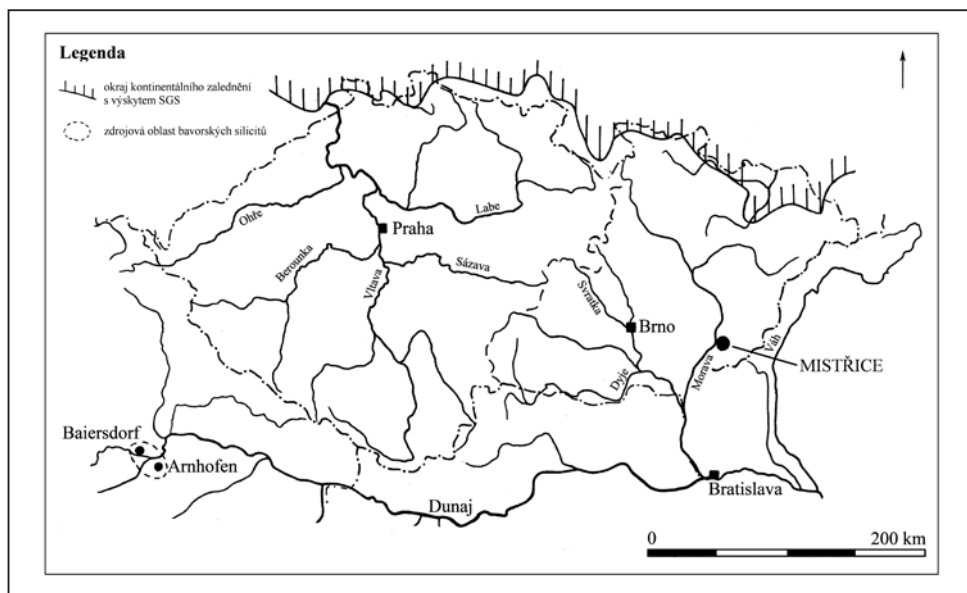 Legenda
okraj kontinentálního zalednění
s výskytem SGS
zdrojová oblast bavorských silicitů
Ohře
Labe
Praha
Berounka
Vltava
Sázava
Svratka
Brno
Morava
Váh
MISTŘICE
Dyje
Baiersdorf
Arnhofen
Dunaj
Bratislava
0 200 km